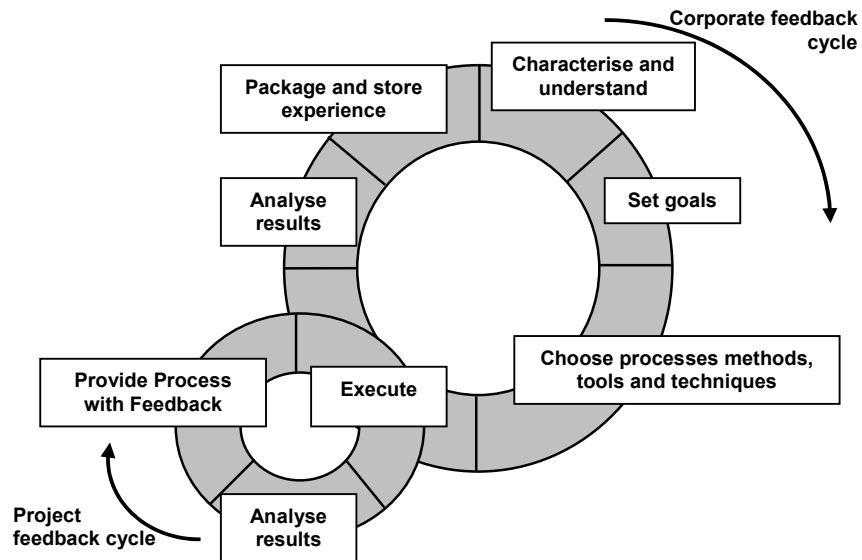 Corporate feedback
cycle
Characterise and
understand
Package and store
experience
Analyse
results
Set goals
Choose processes methods,
tools and techniques
Provide Process
with Feedback
Execute
Analyse
results
Project
feedback cycle